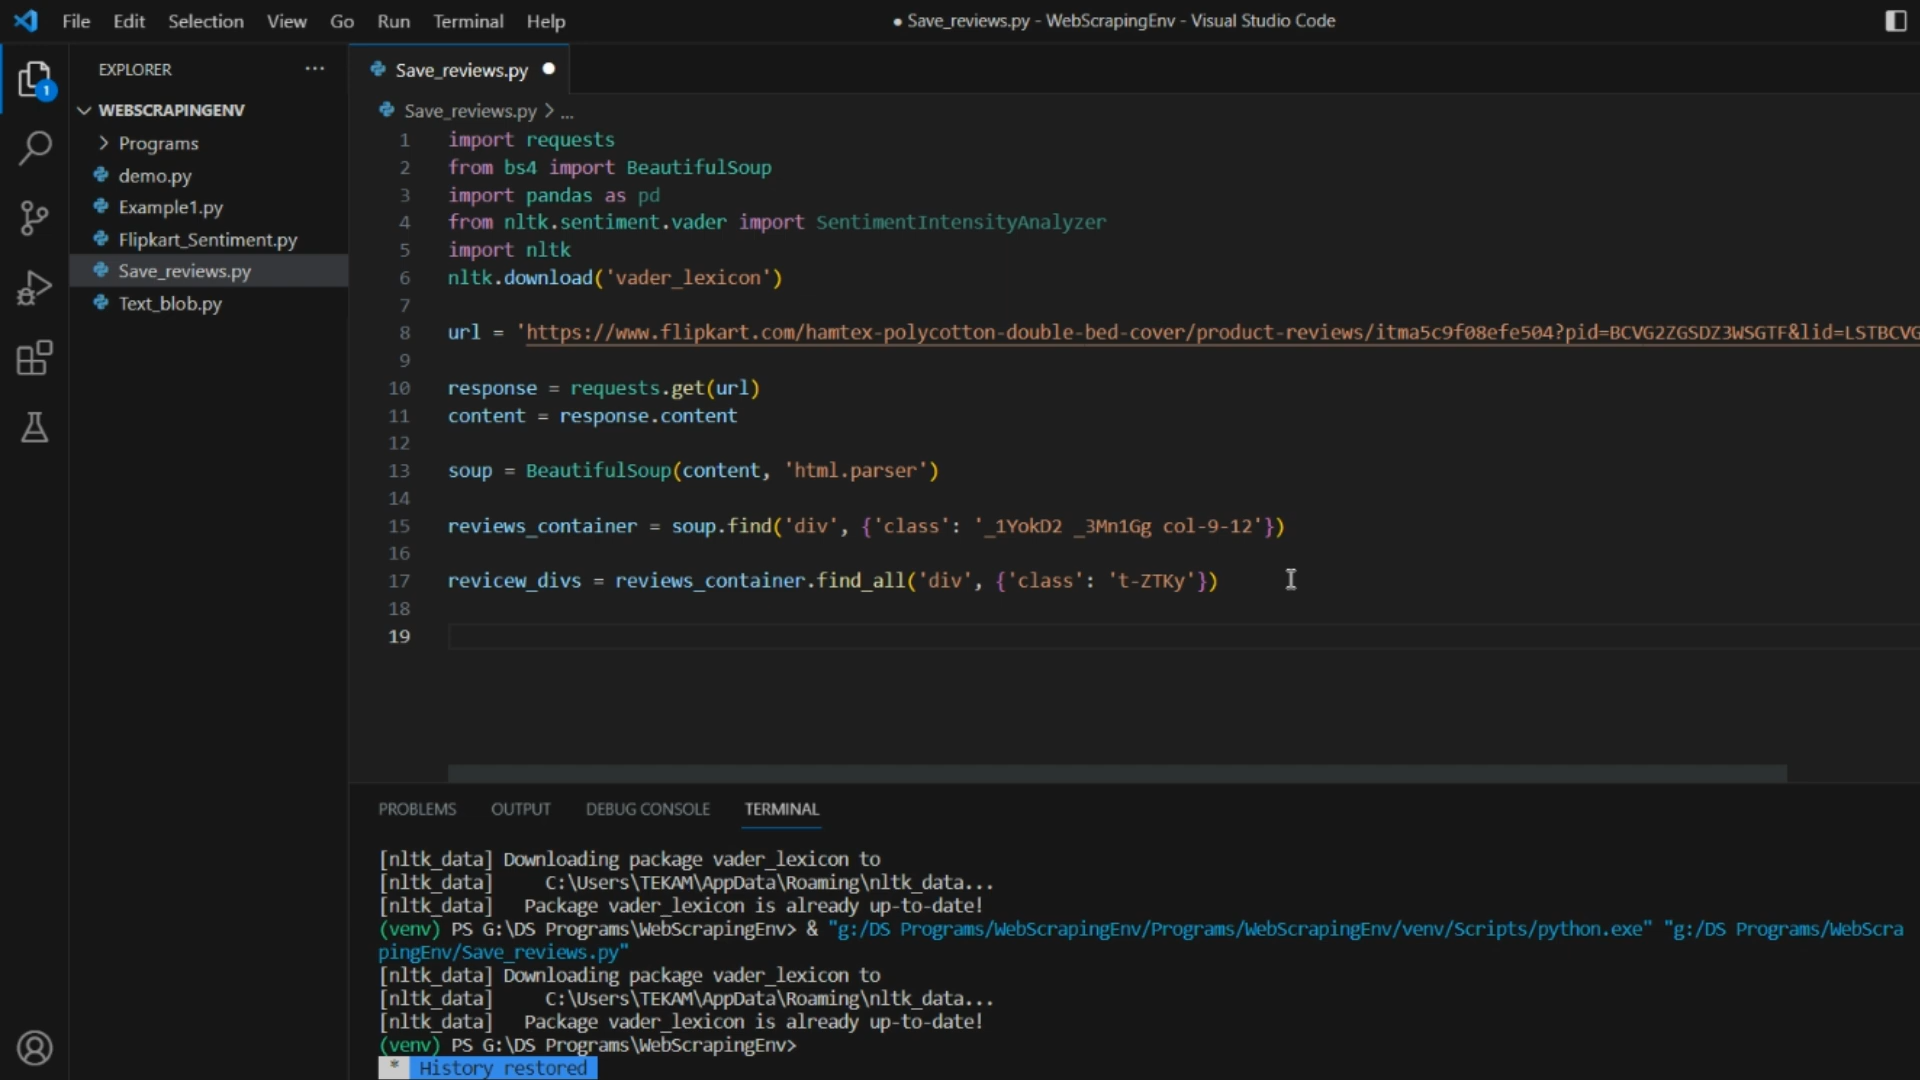 File Edit Selection View Go Run Terminal Help
● Save_reviews.py - WebScrapingEnv - Visual Studio Code
EXPLORER ...
1
WEBSCRAPINGENV
Programs
demo.py
Example1.py
Flipkart_Sentiment.py
Save_reviews.py
Text_blob.py
Save_reviews.py
Save_reviews.py > ...
1 import requests
2 from bs4 import BeautifulSoup
3 import pandas as pd
4 from nltk.sentiment.vader import SentimentIntensityAnalyzer
5 import nltk
6 nltk.download('vader_lexicon')
7
8 url = 'https://www.flipkart.com/hamtex-polycotton-double-bed-cover/product-reviews/itma5c9f08efe504?pid=BCVG2ZGSDZ3WSGTF&lid=LSTBCVG
9
10 response = requests.get(url)
11 content = response.content
12
13 soup = BeautifulSoup(content, 'html.parser')
14
15 reviews_container = soup.find('div', {'class': '_1YokD2 _3Mn1Gg col-9-12'})
16
17 revicew_divs = reviews_container.find_all('div', {'class': 't-ZTKy'})
18
19
PROBLEMS OUTPUT DEBUG CONSOLE TERMINAL
[nltk_data] Downloading package vader_lexicon to
[nltk_data]     C:\Users\TEKAM\AppData\Roaming\nltk_data...
[nltk_data]   Package vader_lexicon is already up-to-date!
(venv) PS G:\DS Programs\WebScrapingEnv> & "g:/DS Programs/WebScrapingEnv/Programs/WebScrapingEnv/venv/Scripts/python.exe" "g:/DS Programs/WebScra
pingEnv/Save_reviews.py"
[nltk_data] Downloading package vader_lexicon to
[nltk_data]     C:\Users\TEKAM\AppData\Roaming\nltk_data...
[nltk_data]   Package vader_lexicon is already up-to-date!
(venv) PS G:\DS Programs\WebScrapingEnv>
* History restored